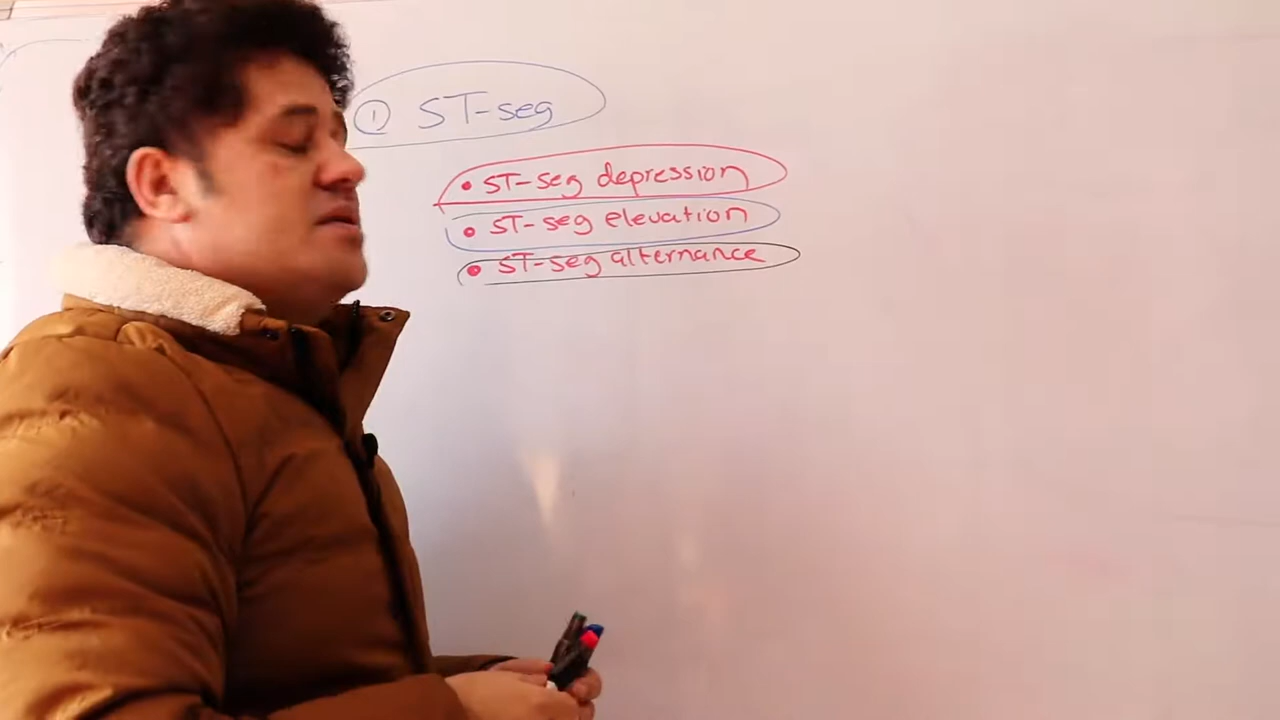 ① ST-seg
• ST-seg depression
• ST-seg elevation
• ST-seg alternance